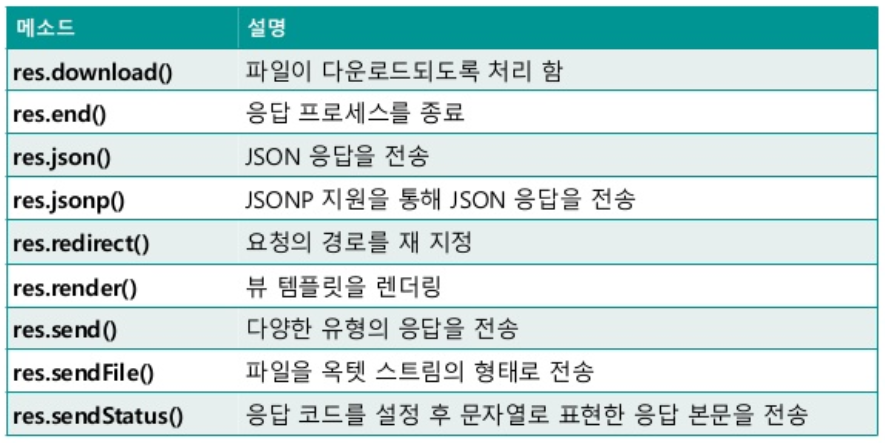 메소드 설명
res.download() 파일이 다운로드되도록 처리 함
res.end() 응답 프로세스를 종료
res.json() JSON 응답을 전송
res.jsonp() JSONP 지원을 통해 JSON 응답을 전송
res.redirect() 요청의 경로를 재 지정
res.render() 뷰 템플릿을 렌더링
res.send() 다양한 유형의 응답을 전송
res.sendFile() 파일을 옥텟 스트림의 형태로 전송
res.sendStatus() 응답 코드를 설정 후 문자열로 표현한 응답 본문을 전송